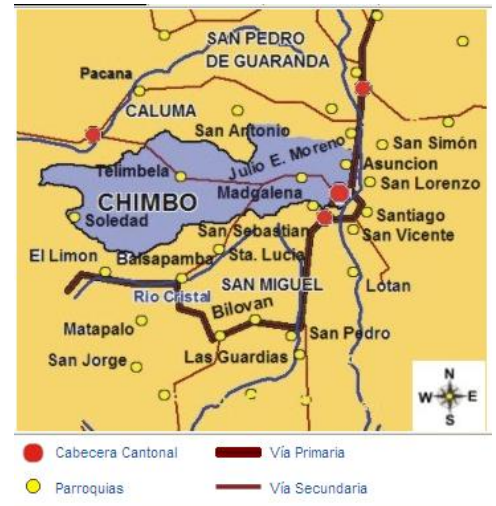 SAN PEDRO
DE GUARANDA
Pacana
CALUMA
San Antonio
Julio E. Moreno
San Simón
Asuncion
Telimbela
Madgalena
San Lorenzo
CHIMBO
Soledad
Santiago
San Sebastian
San Vicente
El Limon
Balsapamba
Sta. Lucia
SAN MIGUEL
Lotan
Rio Cristal
Bilovan
Matapalo
San Pedro
San Jorge
Las Guardias
N
W
E
S
Cabecera Cantonal
Vía Primaria
Parroquias
Vía Secundaria